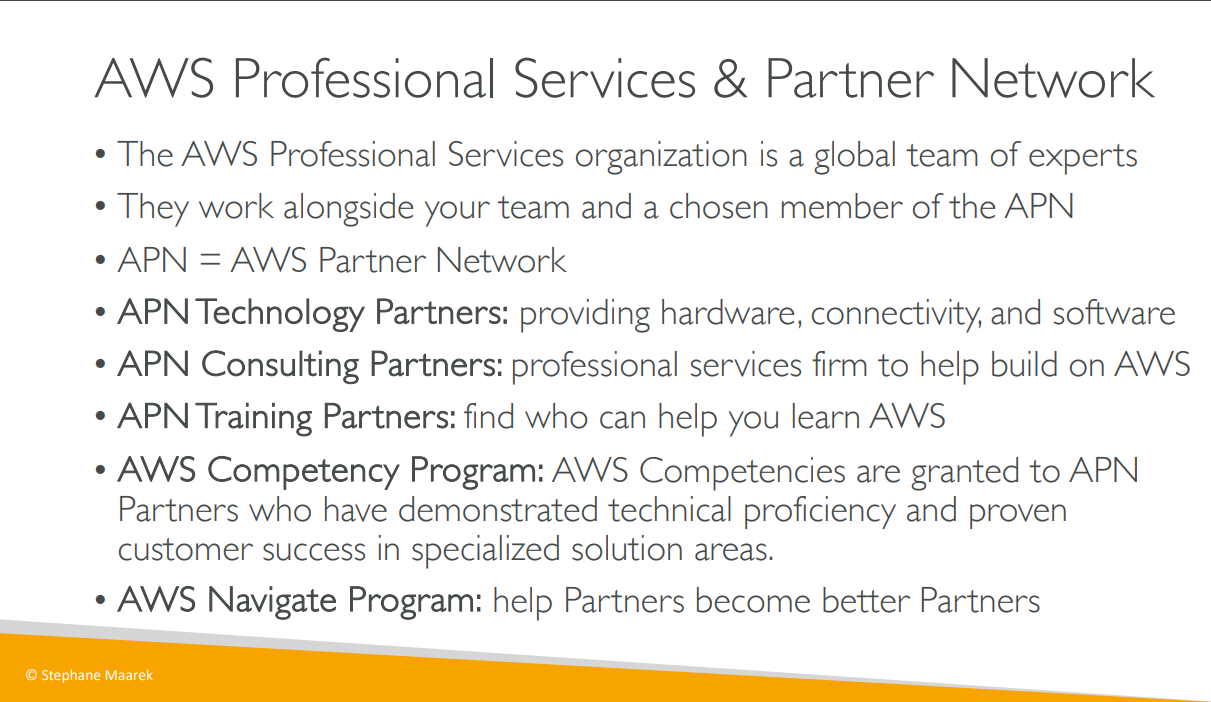 AWS Professional Services & Partner Network
• The AWS Professional Services organization is a global team of experts
• They work alongside your team and a chosen member of the APN
• APN = AWS Partner Network
• APN Technology Partners: providing hardware, connectivity, and software
• APN Consulting Partners: professional services firm to help build on AWS
• APN Training Partners: find who can help you learn AWS
• AWS Competency Program: AWS Competencies are granted to APN
Partners who have demonstrated technical proficiency and proven
customer success in specialized solution areas.
• AWS Navigate Program: help Partners become better Partners
© Stephane Maarek